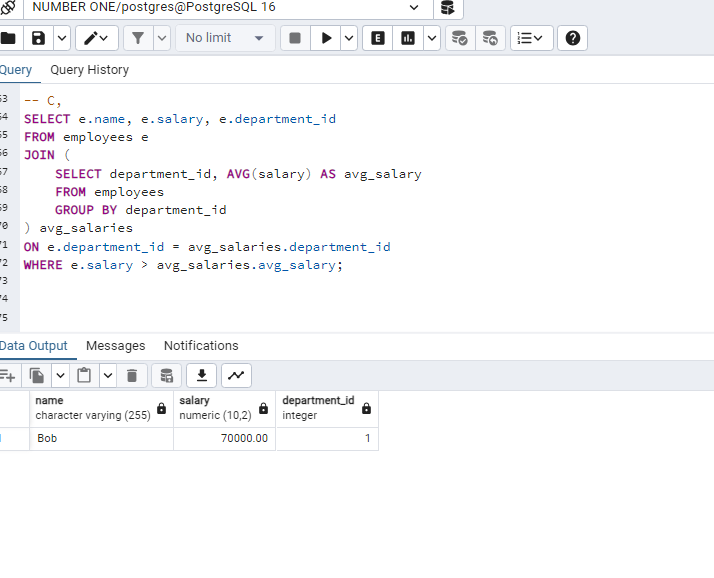 NUMBER ONE/postgres@PostgreSQL 16
No limit
E
Query Query History
63 -- C,
64 SELECT e.name, e.salary, e.department_id
65 FROM employees e
66 JOIN (
67 SELECT department_id, AVG(salary) AS avg_salary
68 FROM employees
69 GROUP BY department_id
70 ) avg_salaries
71 ON e.department_id = avg_salaries.department_id
72 WHERE e.salary > avg_salaries.avg_salary;
73
74
75
Data Output Messages Notifications
name salary department_id
character varying (255) numeric (10,2) integer
1 Bob 70000.00 1